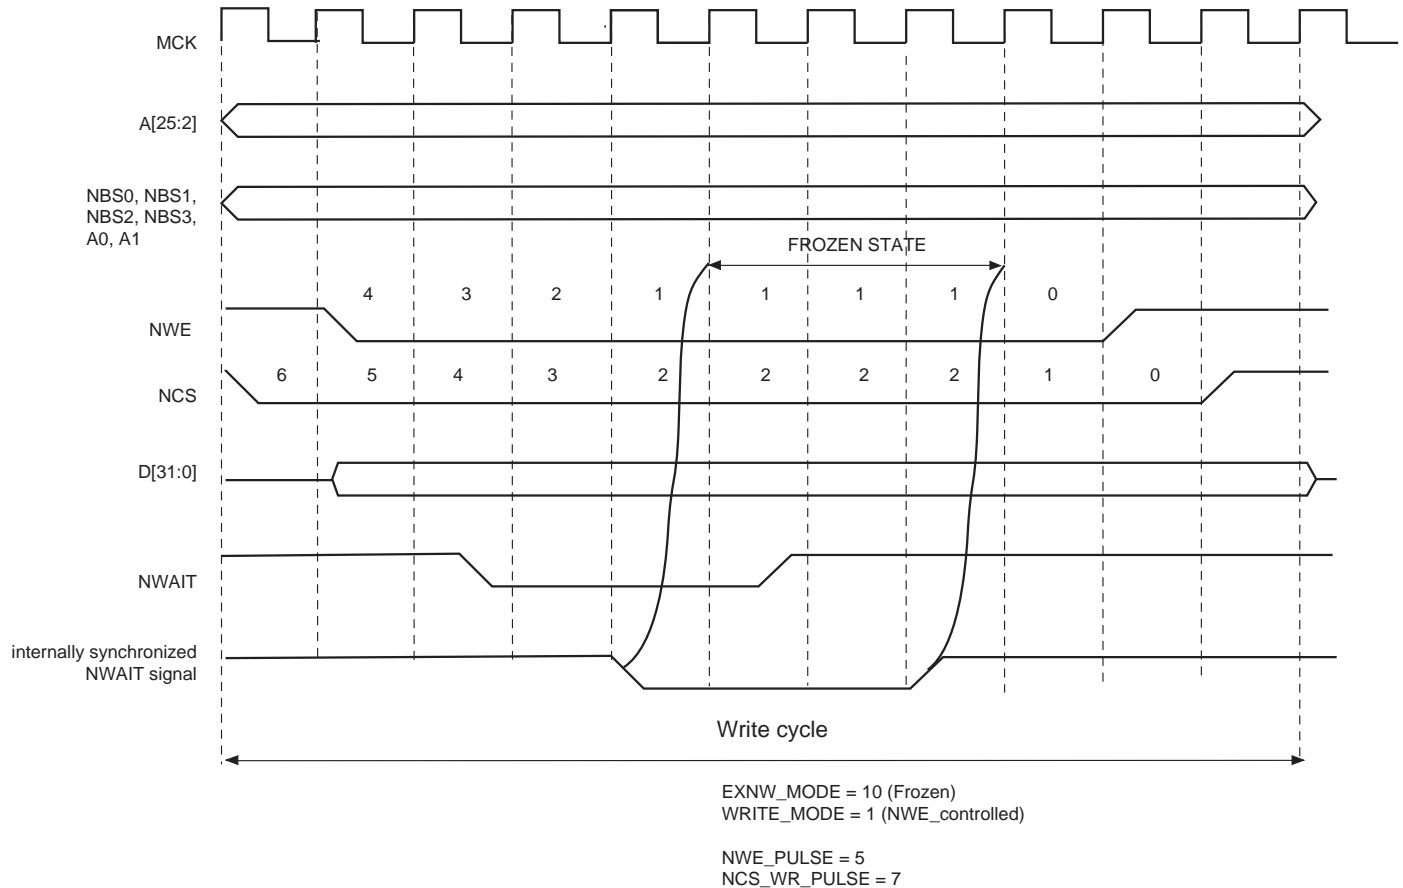 MCK
A[25:2]
NBS0, NBS1,
NBS2, NBS3,
A0, A1
FROZEN STATE
4 3 2 1 1 1 1 0
NWE
6 5 4 3 2 2 2 2 1 0
NCS
D[31:0]
NWAIT
internally synchronized
NWAIT signal
Write cycle
EXNW_MODE = 10 (Frozen)
WRITE_MODE = 1 (NWE_controlled)
NWE_PULSE = 5
NCS_WR_PULSE = 7